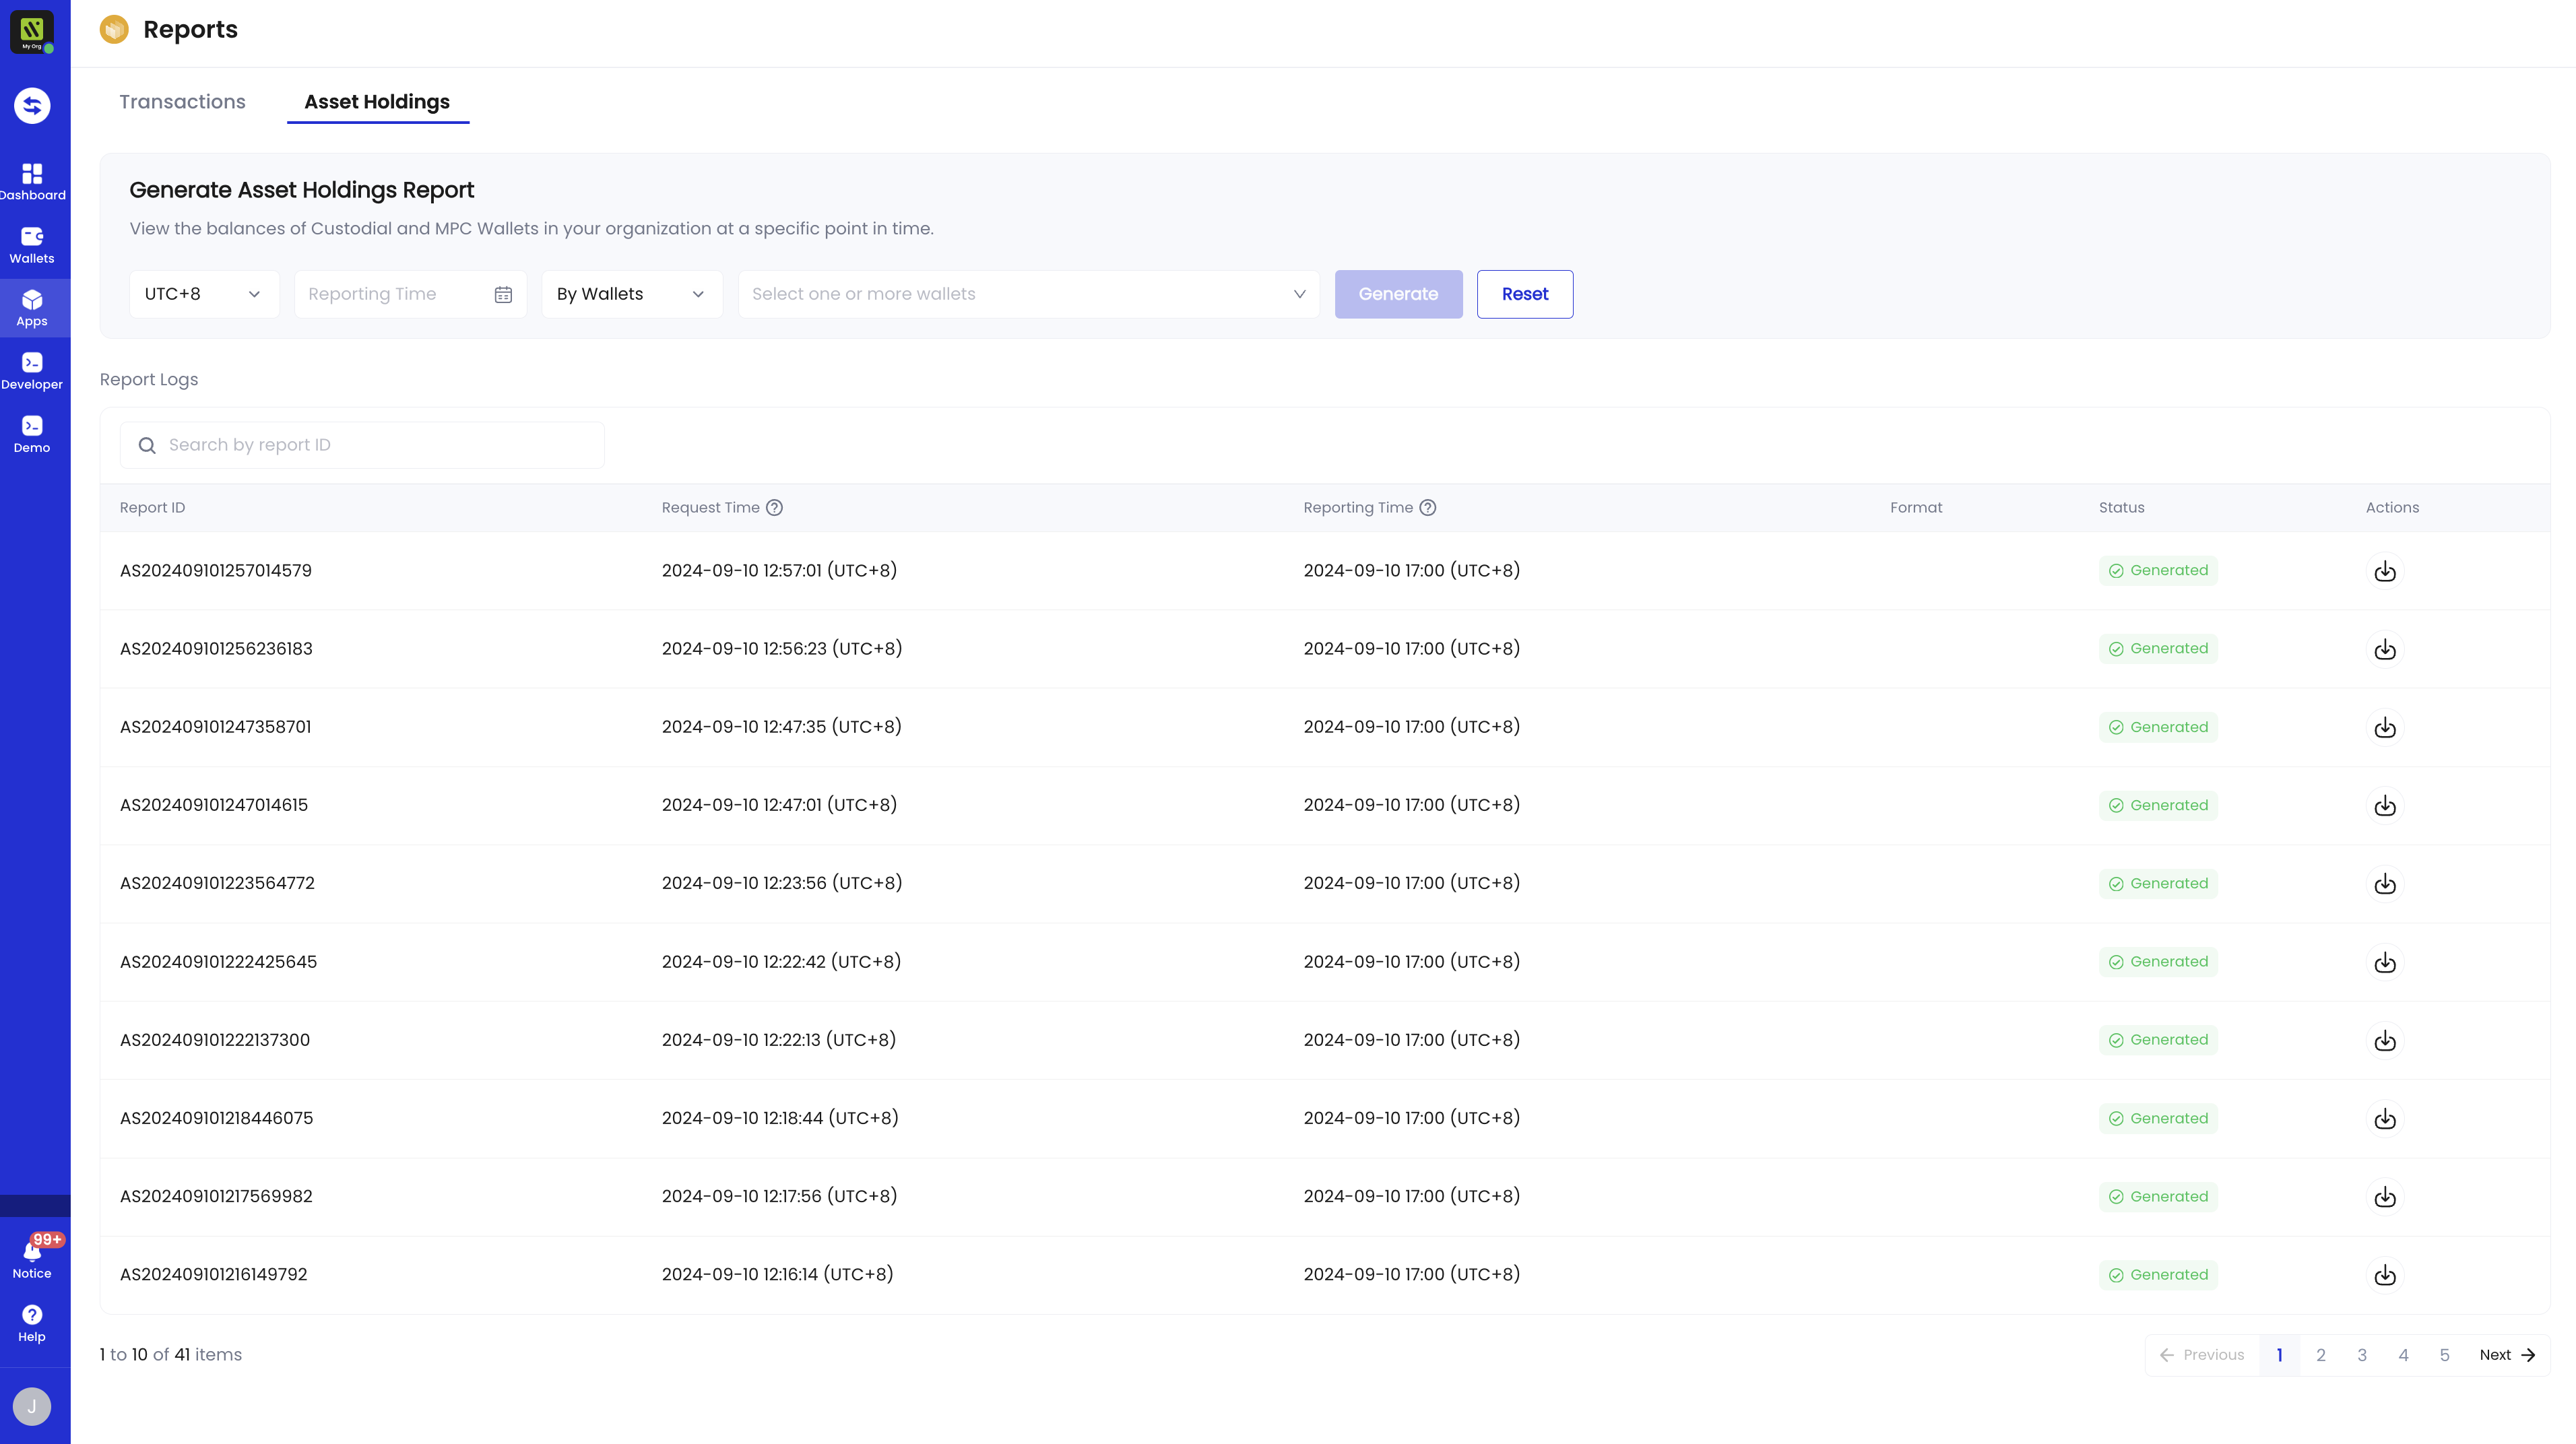 My Org
Dashboard
Wallets
Apps
Developer
Demo
99+
Notice
Help
J
Reports
Transactions
Asset Holdings
Generate Asset Holdings Report
View the balances of Custodial and MPC Wallets in your organization at a specific point in time.
UTC+8 Reporting Time By Wallets Select one or more wallets Generate Reset
Report Logs
Search by report ID
Report ID Request Time Reporting Time Format Status Actions
AS202409101257014579 2024-09-10 12:57:01 (UTC+8) 2024-09-10 17:00 (UTC+8) Generated
AS202409101256236183 2024-09-10 12:56:23 (UTC+8) 2024-09-10 17:00 (UTC+8) Generated
AS202409101247358701 2024-09-10 12:47:35 (UTC+8) 2024-09-10 17:00 (UTC+8) Generated
AS202409101247014615 2024-09-10 12:47:01 (UTC+8) 2024-09-10 17:00 (UTC+8) Generated
AS202409101223564772 2024-09-10 12:23:56 (UTC+8) 2024-09-10 17:00 (UTC+8) Generated
AS202409101222425645 2024-09-10 12:22:42 (UTC+8) 2024-09-10 17:00 (UTC+8) Generated
AS202409101222137300 2024-09-10 12:22:13 (UTC+8) 2024-09-10 17:00 (UTC+8) Generated
AS202409101218446075 2024-09-10 12:18:44 (UTC+8) 2024-09-10 17:00 (UTC+8) Generated
AS202409101217569982 2024-09-10 12:17:56 (UTC+8) 2024-09-10 17:00 (UTC+8) Generated
AS202409101216149792 2024-09-10 12:16:14 (UTC+8) 2024-09-10 17:00 (UTC+8) Generated
1 to 10 of 41 items Previous 1 2 3 4 5 Next